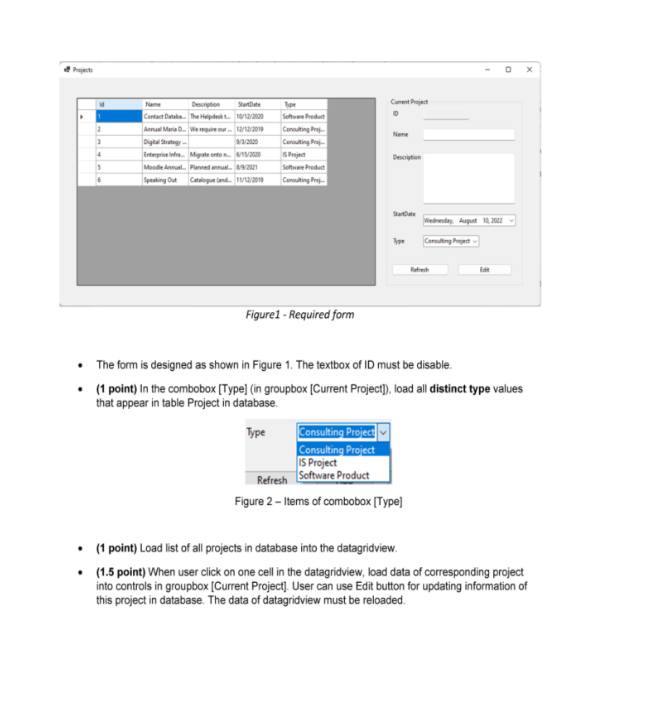 Projects
Id Name Description StartDate Type
1 Contact Databa... The Helpdesk t... 10/12/2020 Software Product
2 Annual Maria D... We require our ... 12/12/2019 Consulting Proj...
3 Digital Strategy ... 9/3/2020 Consulting Proj...
4 Enterprise Infra... Migrate onto n... 6/15/2020 IS Project
5 Moodle Annual... Planned annual... 8/9/2021 Software Product
6 Speaking Out Catalogue (and... 11/12/2019 Consulting Proj...
Current Project
ID
Name
Description
StartDate Wednesday, August 10, 2022
Type Consulting Project
Refresh Edit
Figure1 - Required form
• The form is designed as shown in Figure 1. The textbox of ID must be disable.
• (1 point) In the combobox [Type] (in groupbox [Current Project]), load all distinct type values
that appear in table Project in database.
Type Consulting Project
Consulting Project
IS Project
Software Product
Refresh
Figure 2 – Items of combobox [Type]
• (1 point) Load list of all projects in database into the datagridview.
• (1.5 point) When user click on one cell in the datagridview, load data of corresponding project
into controls in groupbox [Current Project]. User can use Edit button for updating information of
this project in database. The data of datagridview must be reloaded.